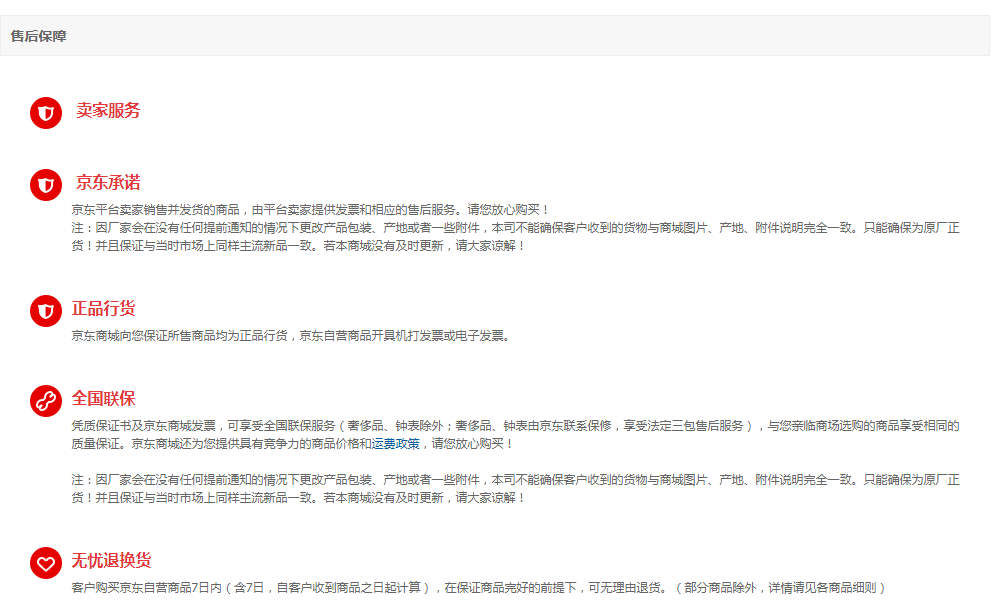 售后保障
卖家服务
京东承诺
京东平台卖家销售并发货的商品，由平台卖家提供发票和相应的售后服务。请您放心购买！
注：因厂家会在没有任何提前通知的情况下更改产品包装、产地或者一些附件，本司不能确保客户收到的货物与商城图片、产地、附件说明完全一致。只能确保为原厂正
货！并且保证与当时市场上同样主流新品一致。若本商城没有及时更新，请大家谅解！
正品行货
京东商城向您保证所售商品均为正品行货，京东自营商品开具机打发票或电子发票。
全国联保
凭质保证书及京东商城发票，可享受全国联保服务（奢侈品、钟表除外；奢侈品、钟表由京东联系保修，享受法定三包售后服务），与您亲临商场选购的商品享受相同的
质量保证。京东商城还为您提供具有竞争力的商品价格和运费政策，请您放心购买！
注：因厂家会在没有任何提前通知的情况下更改产品包装、产地或者一些附件，本司不能确保客户收到的货物与商城图片、产地、附件说明完全一致。只能确保为原厂正
货！并且保证与当时市场上同样主流新品一致。若本商城没有及时更新，请大家谅解！
无忧退换货
客户购买京东自营商品7日内（含7日，自客户收到商品之日起计算），在保证商品完好的前提下，可无理由退货。（部分商品除外，详情请见各商品细则）